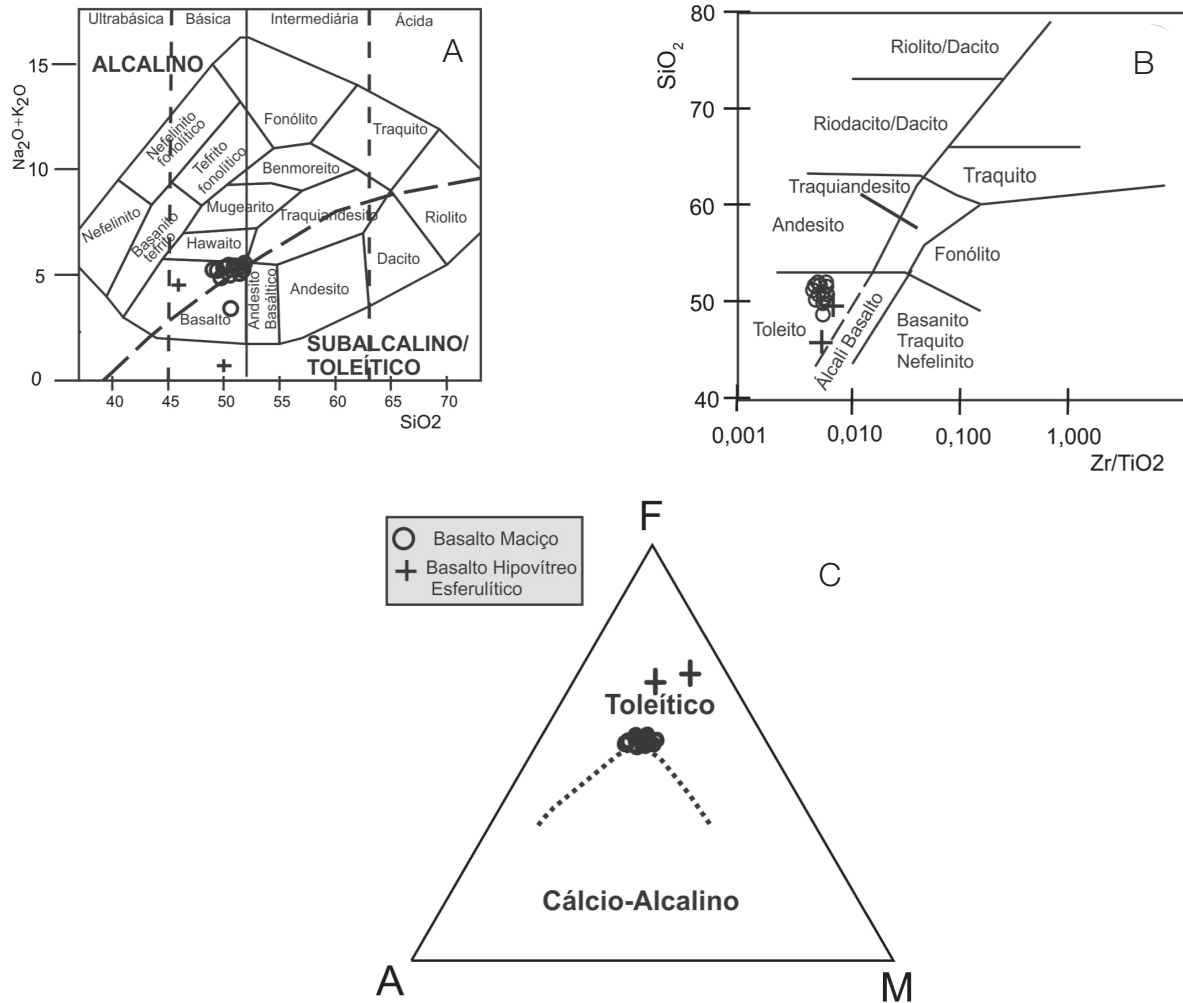 Ultrabásica Básica Intermediária Ácida
A
ALCALINO
Na2O+K2O
15
10
5
0
Nefelinito
fonolítico
Tefrito
fonolítico
Fonólito
Traquito
Benmoreito
Nefelinito
Basanito
tefrito
Mugearito
Traquiandesito
Riolito
Hawaito
Dacito
Basalto
Andesito
Basáltico
Andesito
SUBALCALINO/
TOLEÍTICO
40 45 50 55 60 65 70
SiO2
B
SiO2
80
70
60
50
40
Riolito/Dacito
Riodacito/Dacito
Traquiandesito
Traquito
Andesito
Fonólito
Toleito
Álcali Basalto
Basanito
Traquito
Nefelinito
0,001 0,010 0,100 1,000
Zr/TiO2
Basalto Maciço
Basalto Hipovítreo
Esferulítico
C
F
Toleítico
Cálcio-Alcalino
A M